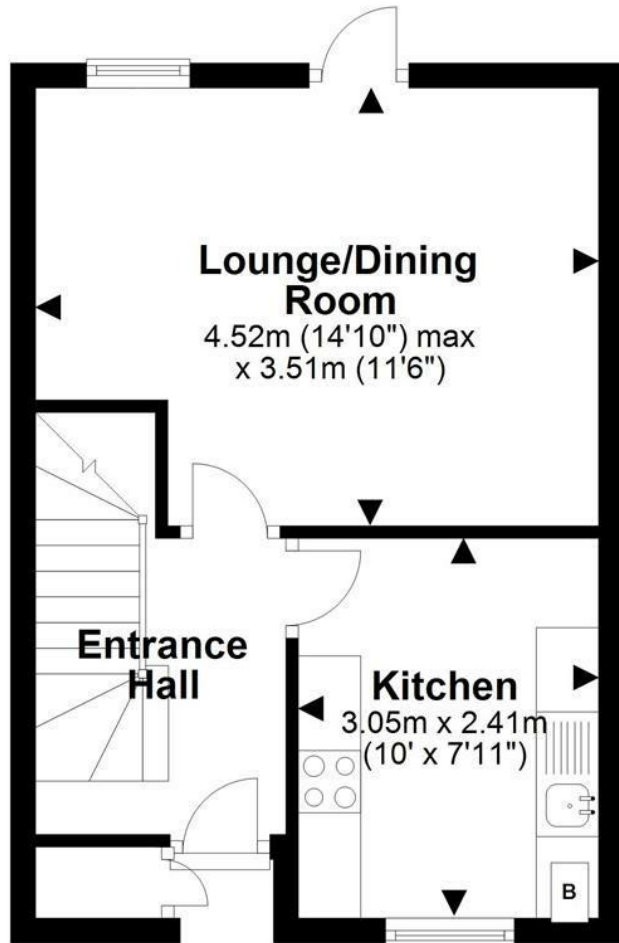 Lounge/Dining
Room
4.52m (14'10") max
x 3.51m (11'6")
Entrance
Hall
Kitchen
3.05m x 2.41m
(10' x 7'11")
B